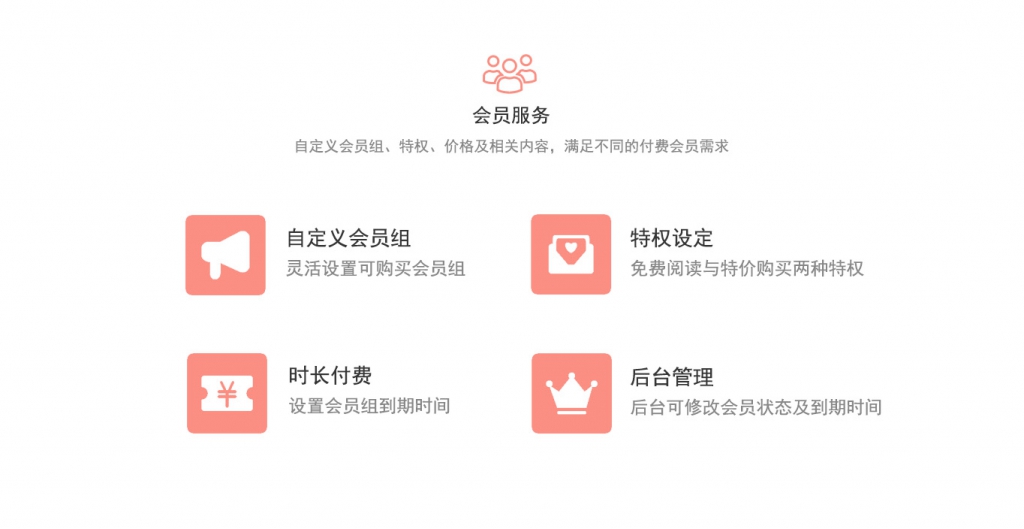 会员服务
自定义会员组、特权、价格及相关内容，满足不同的付费会员需求
自定义会员组
灵活设置可购买会员组
特权设定
免费阅读与特价购买两种特权
时长付费
设置会员组到期时间
后台管理
后台可修改会员状态及到期时间